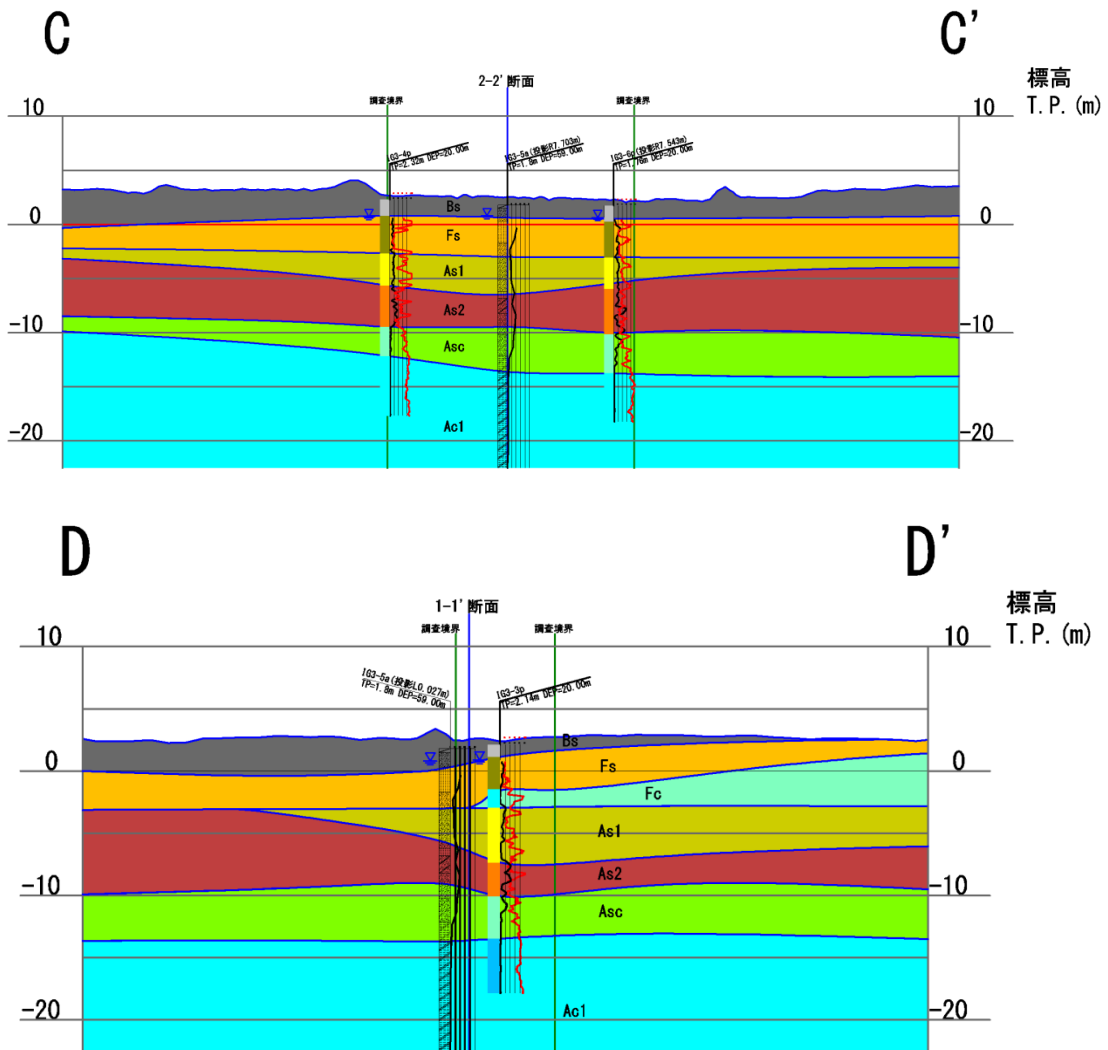 C
C'
2-2'断面
標高
T.P.(m)
調査境界
調査境界
10
10
IG3-4p
TP=2.32m DEP=20.00m
IG3-5a(投影R7.703m)
TP=1.8m DEP=59.00m
IG3-6p(投影R7.543m)
TP=1.76m DEP=20.00m
Bs
0
0
Fs
As1
As2
-10
-10
Asc
Ac1
-20
-20
D
D'
1-1'断面
標高
T.P.(m)
調査境界
調査境界
10
10
IG3-5a(投影L0.027m)
TP=1.8m DEP=59.00m
IG3-3p
TP=2.14m DEP=20.00m
Bs
0
0
Fs
Fc
As1
As2
-10
-10
Asc
Ac1
-20
-20